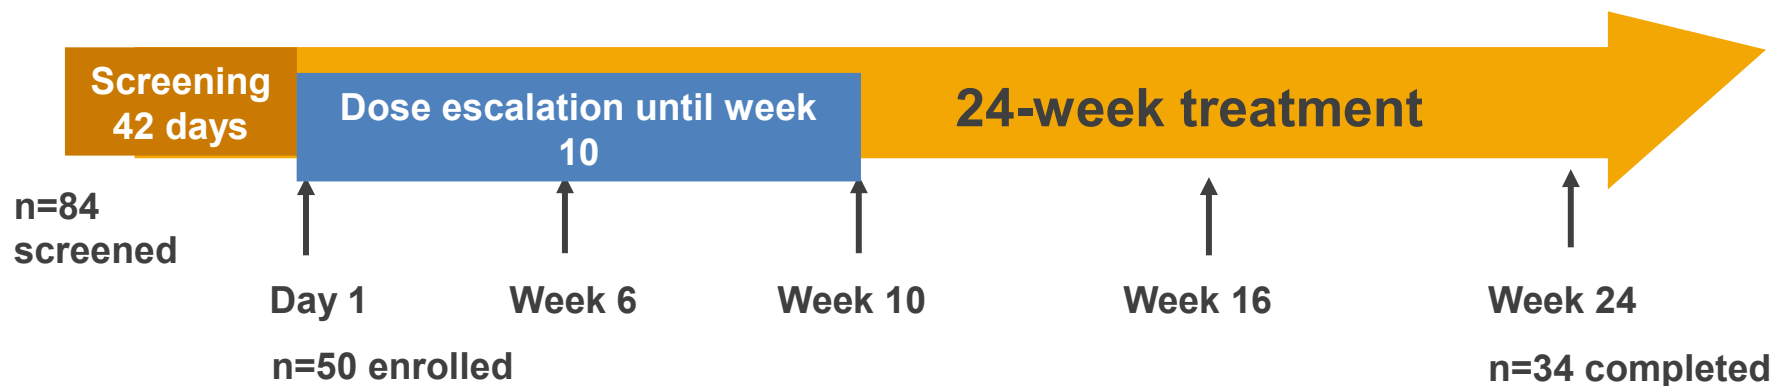 Screening
42 days
Dose escalation until week
10
24-week treatment
n=84
screened
Day 1
Week 6
Week 10
Week 16
Week 24
n=50 enrolled
n=34 completed